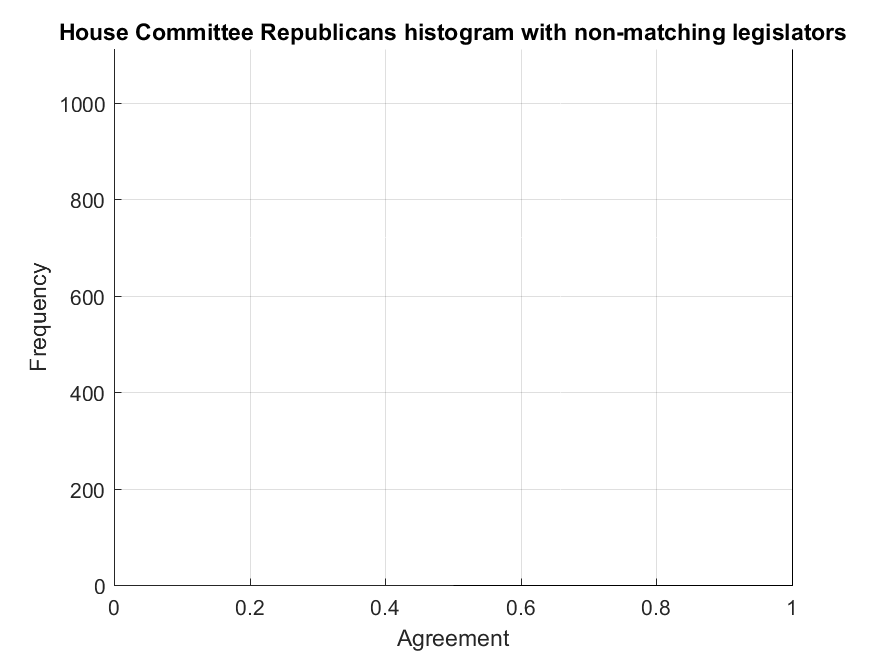 House Committee Republicans histogram with non-matching legislators
1000
800
600
400
200
0
Frequency
0 0.2 0.4 0.6 0.8 1
Agreement